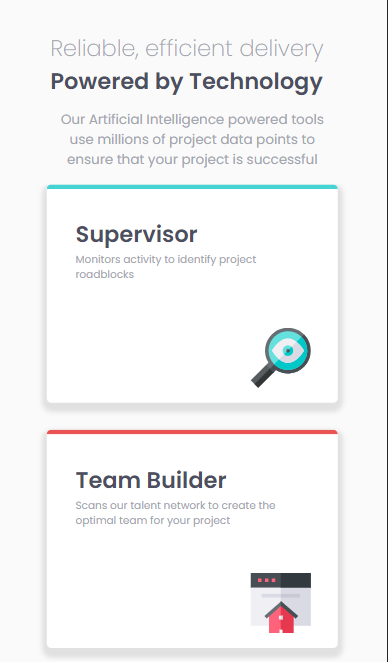 Reliable, efficient delivery
Powered by Technology
Our Artificial Intelligence powered tools
use millions of project data points to
ensure that your project is successful
Supervisor
Monitors activity to identify project
roadblocks
Team Builder
Scans our talent network to create the
optimal team for your project